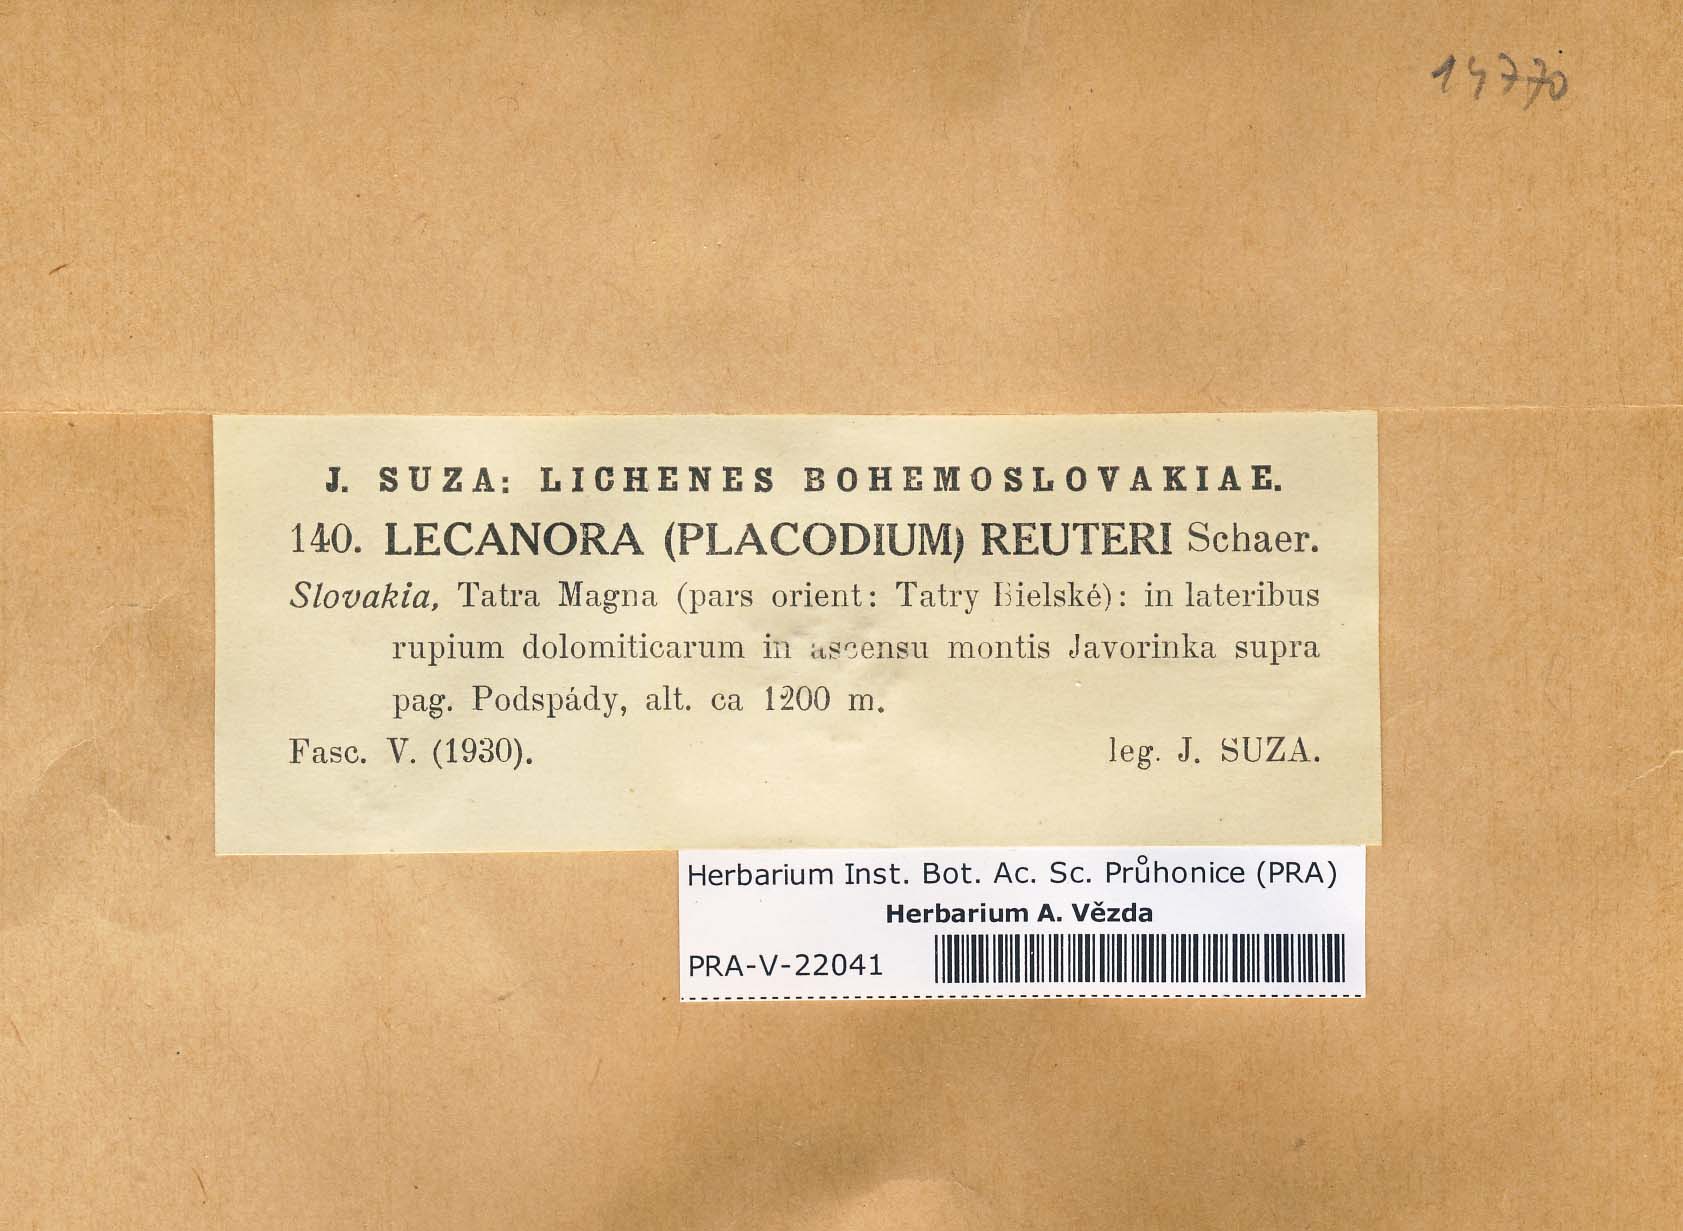 14770
J. SUZA: LICHENES BOHEMOSLOVAKIAE.
140. LECANORA (PLACODIUM) REUTERI Schaer.
Slovakia, Tatra Magna (pars orient: Tatry Bielské): in lateribus
rupium dolomiticarum in ascensu montis Javorinka supra
pag. Podspády, alt. ca 1200 m.
Fasc. V. (1930). leg. J. SUZA.
Herbarium Inst. Bot. Ac. Sc. Průhonice (PRA)
Herbarium A. Vězda
PRA-V-22041